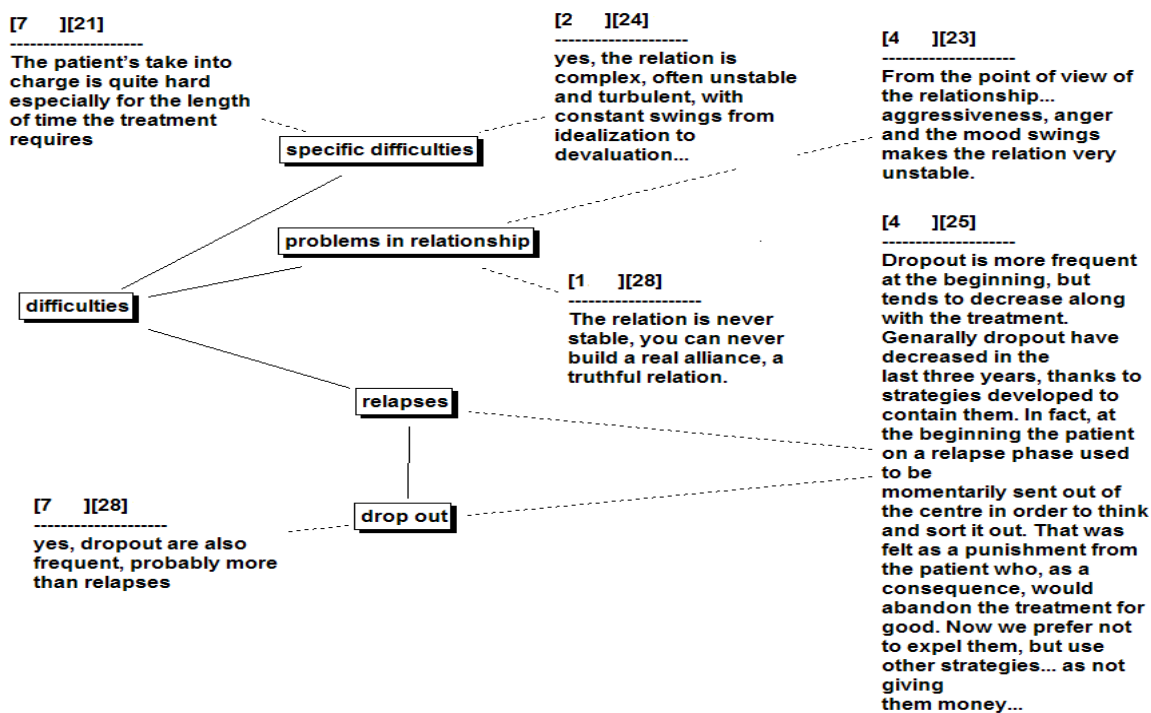 [7 ][21]
--------------------
The patient's take into
charge is quite hard
especially for the length
of time the treatment
requires
[2 ][24]
--------------------
yes, the relation is
complex, often unstable
and turbulent, with
constant swings from
idealization to
devaluation...
[4 ][23]
--------------------
From the point of view of
the relationship...
aggressiveness, anger
and the mood swings
makes the relation very
unstable.
specific difficulties
problems in relationship
difficulties
[1 ][28]
--------------------
The relation is never
stable, you can never
build a real alliance, a
truthful relation.
relapses
drop out
[7 ][28]
--------------------
yes, dropout are also
frequent, probably more
than relapses
[4 ][25]
--------------------
Dropout is more frequent
at the beginning, but
tends to decrease along
with the treatment.
Genarally dropout have
decreased in the
last three years, thanks to
strategies developed to
contain them. In fact, at
the beginning the patient
on a relapse phase used
to be
momentarily sent out of
the centre in order to think
and sort it out. That was
felt as a punishment from
the patient who, as a
consequence, would
abandon the treatment for
good. Now we prefer not
to expel them, but use
other strategies... as not
giving
them money...